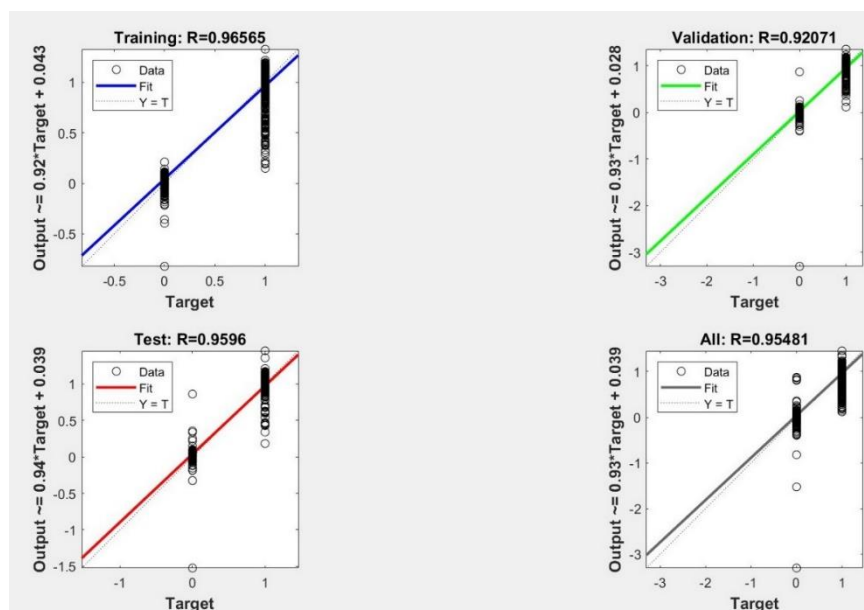 Training: R=0.96565
Output ~= 0.92*Target + 0.043
1
0.5
0
-0.5
Data
Fit
Y = T
-0.5 0 0.5 1
Target
Validation: R=0.92071
Output ~= 0.93*Target + 0.028
1
0
-1
-2
-3
Data
Fit
Y = T
-3 -2 -1 0 1
Target
Test: R=0.9596
Output ~= 0.94*Target + 0.039
1
0.5
0
-0.5
-1
-1.5
Data
Fit
Y = T
-1 0 1
Target
All: R=0.95481
Output ~= 0.93*Target + 0.039
1
0
-1
-2
-3
Data
Fit
Y = T
-3 -2 -1 0 1
Target